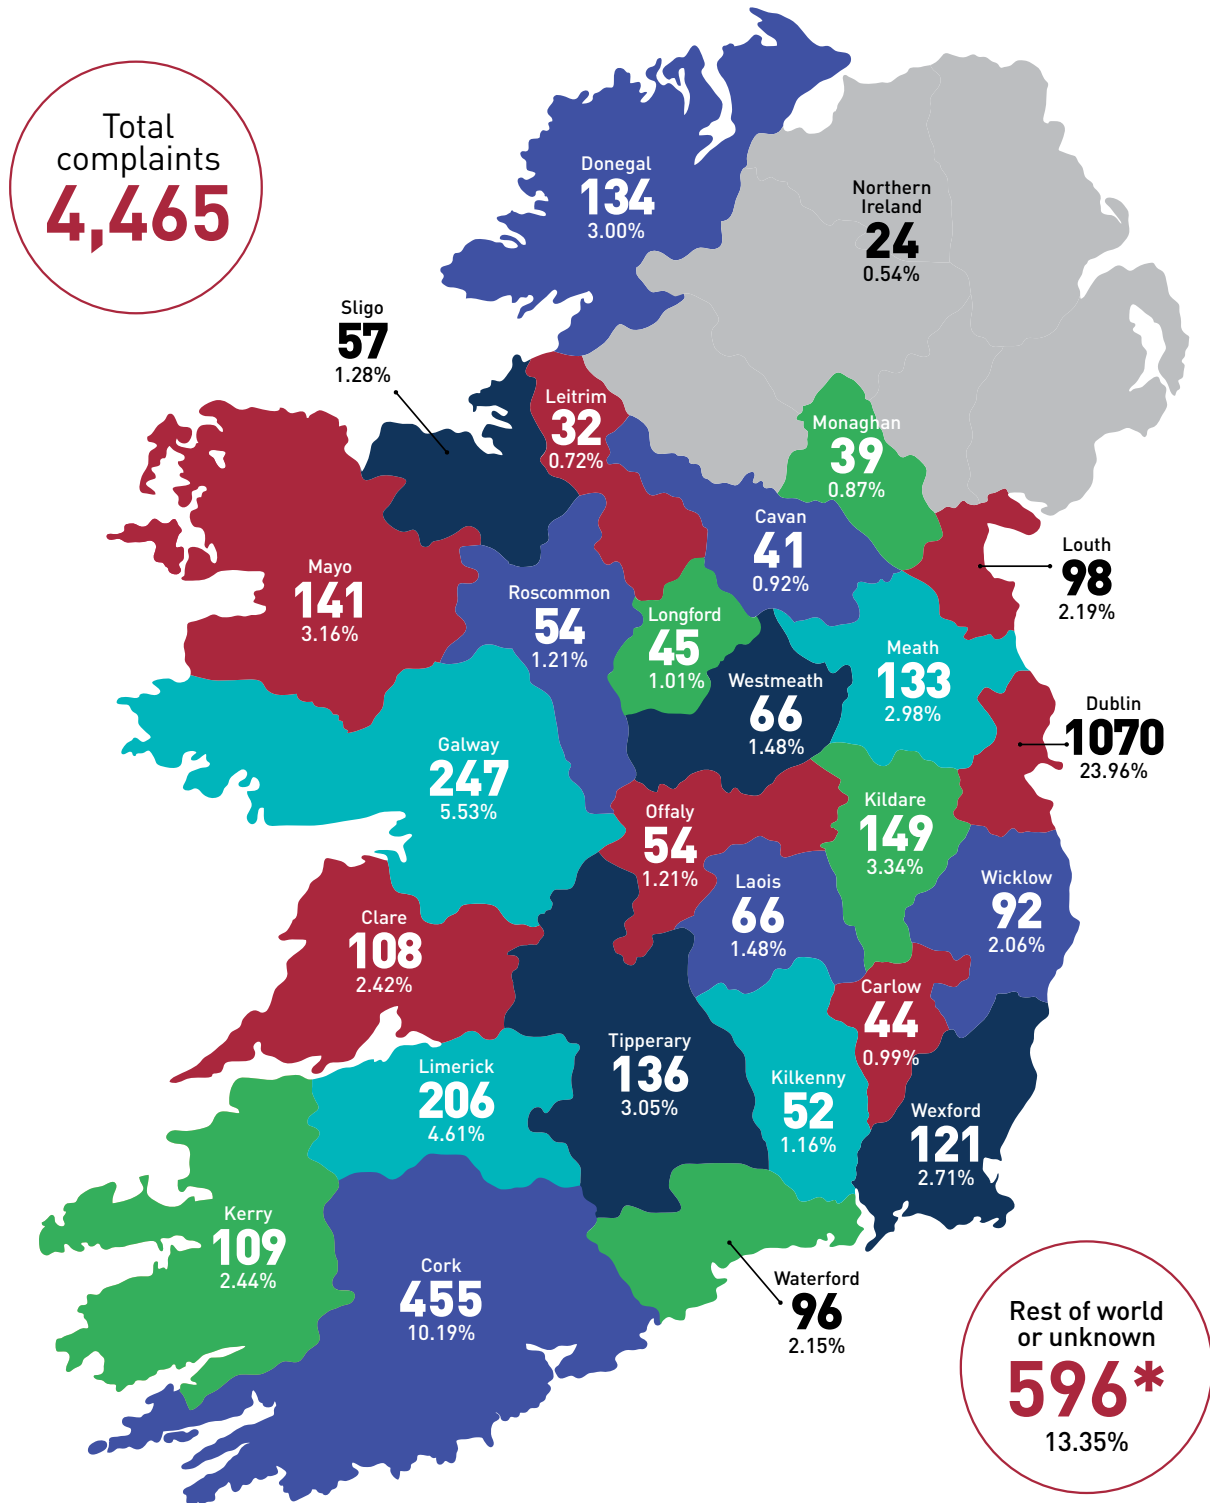 Total
complaints
4,465
Donegal
134
3.00%
Northern
Ireland
24
0.54%
Sligo
57
1.28%
Leitrim
32
0.72%
Monaghan
39
0.87%
Cavan
41
0.92%
Louth
98
2.19%
Mayo
141
3.16%
Roscommon
54
1.21%
Longford
45
1.01%
Westmeath
66
1.48%
Meath
133
2.98%
Dublin
1070
23.96%
Galway
247
5.53%
Offaly
54
1.21%
Kildare
149
3.34%
Laois
66
1.48%
Wicklow
92
2.06%
Clare
108
2.42%
Carlow
44
0.99%
Tipperary
136
3.05%
Limerick
206
4.61%
Kilkenny
52
1.16%
Wexford
121
2.71%
Kerry
109
2.44%
Cork
455
10.19%
Waterford
96
2.15%
Rest of world
or unknown
596*
13.35%